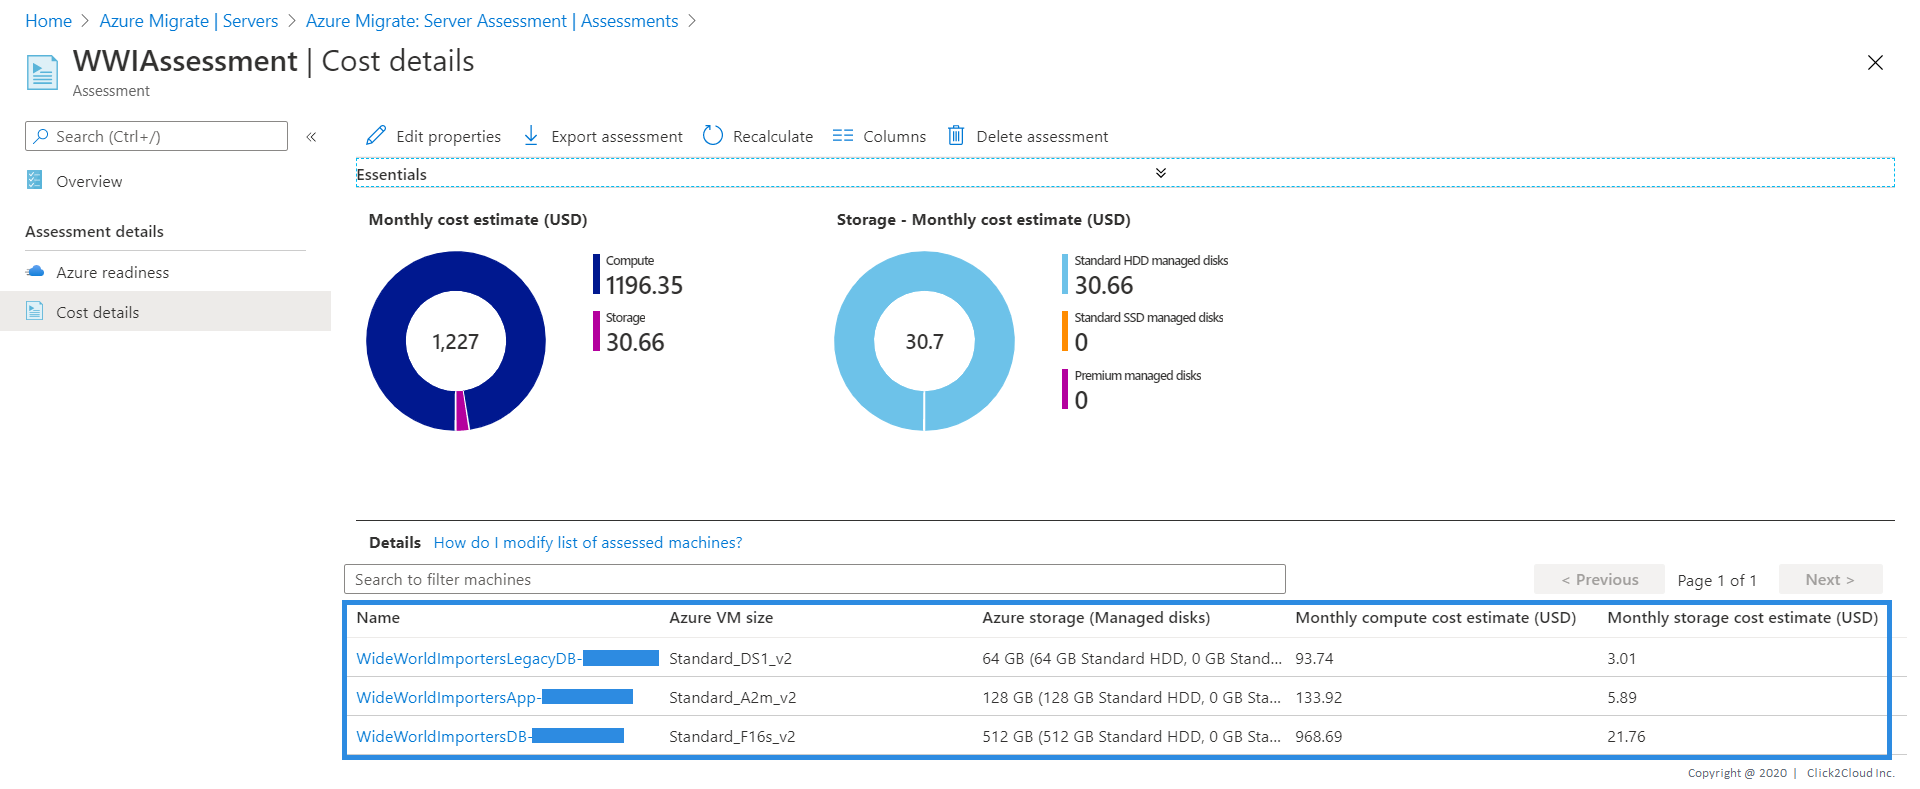 Home > Azure Migrate | Servers > Azure Migrate: Server Assessment | Assessments >
WWIAssessment | Cost details
Assessment
Search (Ctrl+/)
«
Overview
Assessment details
Azure readiness
Cost details
Edit properties
Export assessment
Recalculate
Columns
Delete assessment
Essentials
Monthly cost estimate (USD)
1,227
Compute
1196.35
Storage
30.66
Storage - Monthly cost estimate (USD)
30.7
Standard HDD managed disks
30.66
Standard SSD managed disks
0
Premium managed disks
0
Details How do I modify list of assessed machines?
Search to filter machines
< Previous Page 1 of 1 Next >
Name Azure VM size Azure storage (Managed disks) Monthly compute cost estimate (USD) Monthly storage cost estimate (USD)
WideWorldImportersLegacyDB- Standard_DS1_v2 64 GB (64 GB Standard HDD, 0 GB Stand... 93.74 3.01
WideWorldImportersApp- Standard_A2m_v2 128 GB (128 GB Standard HDD, 0 GB Sta... 133.92 5.89
WideWorldImportersDB- Standard_F16s_v2 512 GB (512 GB Standard HDD, 0 GB Sta... 968.69 21.76
Copyright @ 2020 | Click2Cloud Inc.